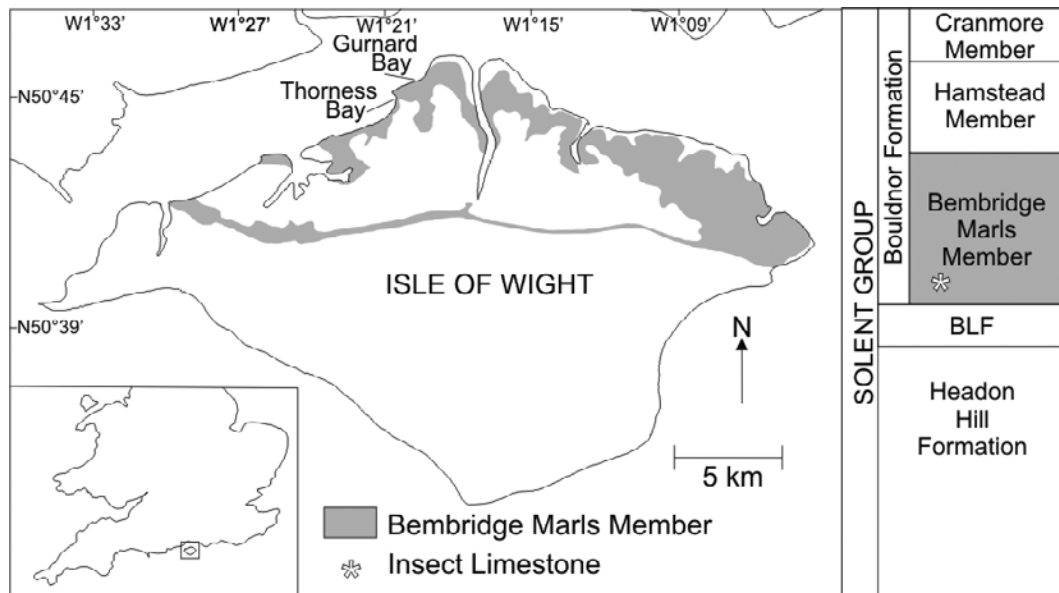 W1°33'
W1°27'
W1°21'
W1°15'
W1°09'
Gurnard
Bay
Thorness
Bay
N50°45'
ISLE OF WIGHT
N50°39'
N
5 km
Bembridge Marls Member
Insect Limestone
SOLENT GROUP
Bouldnor Formation
Cranmore
Member
Hamstead
Member
Bembridge
Marls
Member
BLF
Headon
Hill
Formation